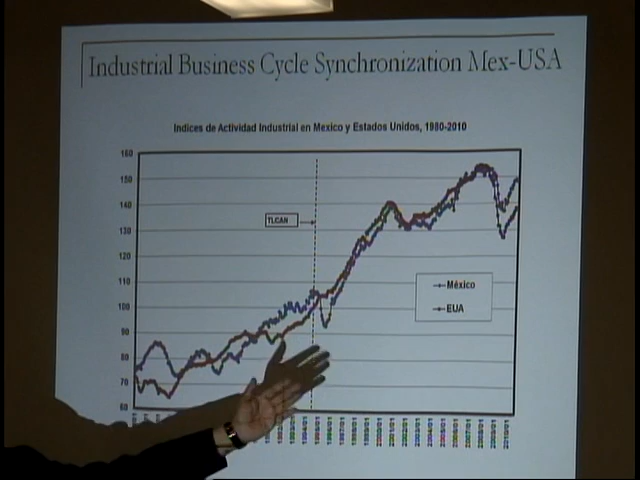 Industrial Business Cycle Synchronization Mex-USA
Indices de Actividad Industrial en Mexico y Estados Unidos, 1980-2010
160
150
140
130
120
110
100
90
80
70
60
TLCAN
México
EUA